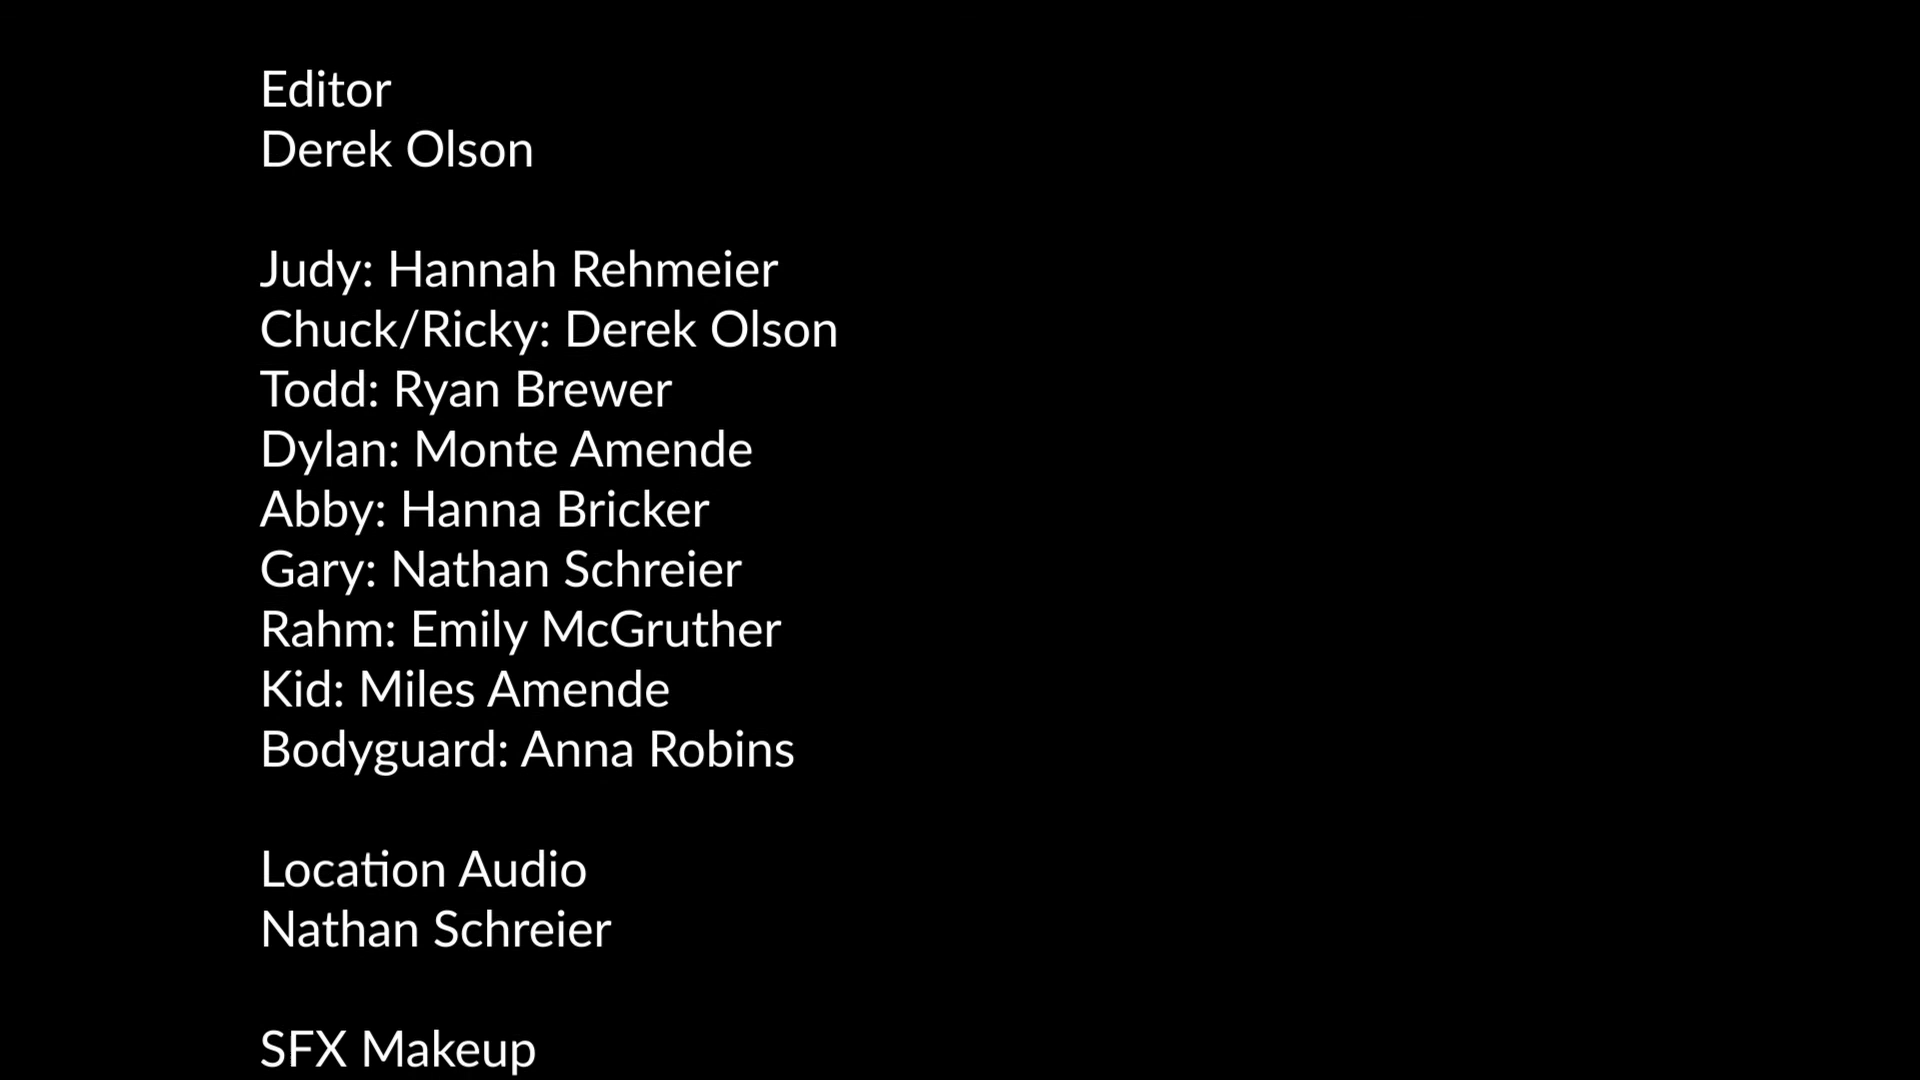 Editor
Derek Olson
Judy: Hannah Rehmeier
Chuck/Ricky: Derek Olson
Todd: Ryan Brewer
Dylan: Monte Amende
Abby: Hanna Bricker
Gary: Nathan Schreier
Rahm: Emily McGruther
Kid: Miles Amende
Bodyguard: Anna Robins
Location Audio
Nathan Schreier
SFX Makeup